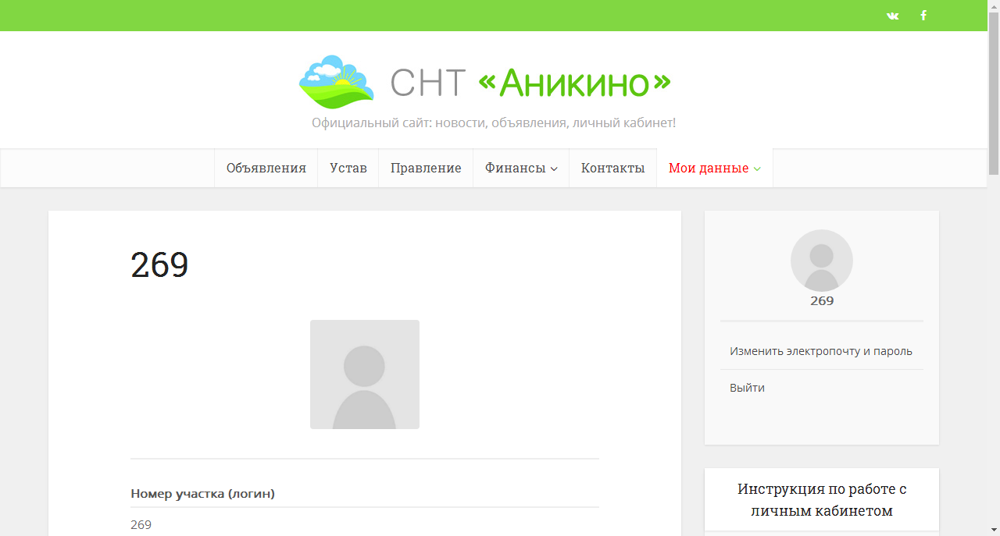 СНТ «Аникино»
Официальный сайт: новости, объявления, личный кабинет!
Объявления Устав Правление Финансы Контакты Мои данные
269
269
Изменить электропочту и пароль
Выйти
Номер участка (логин)
269
Инструкция по работе с
личным кабинетом